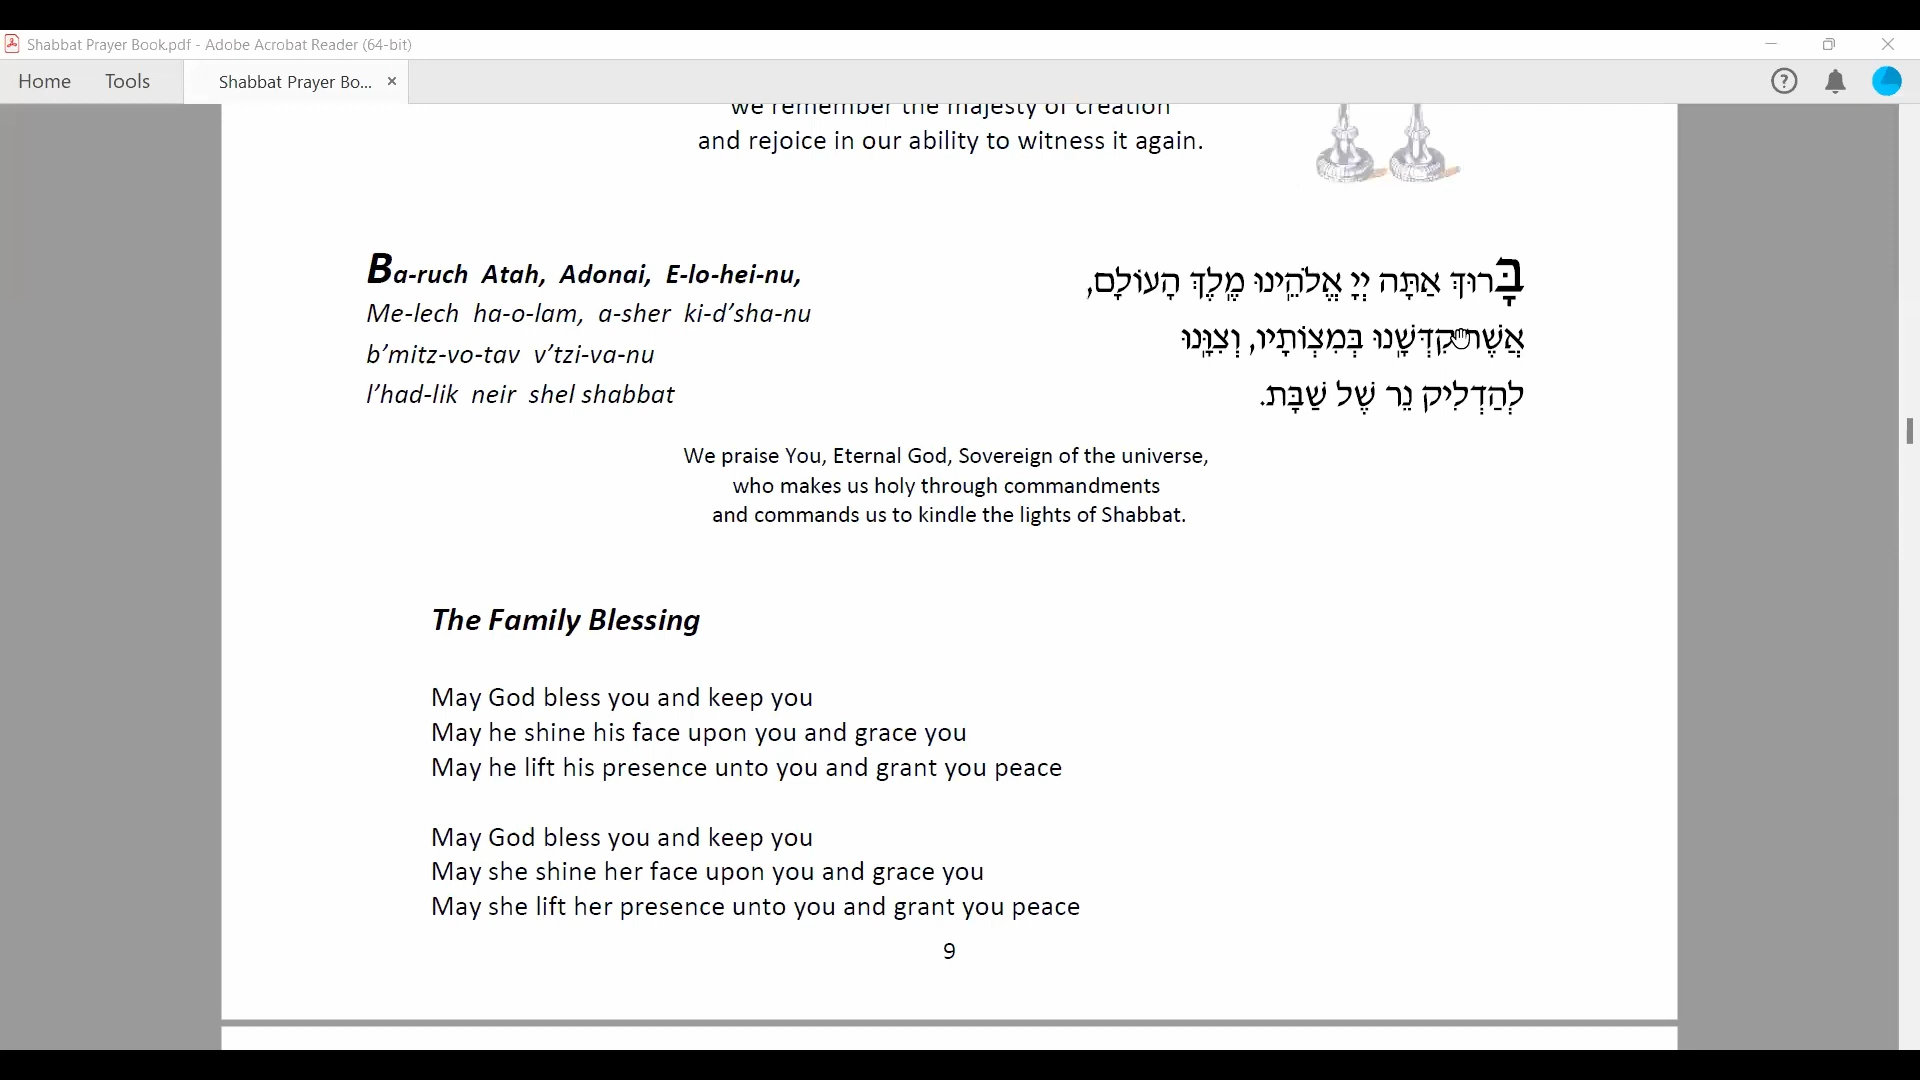 Shabbat Prayer Book.pdf - Adobe Acrobat Reader (64-bit)
Home Tools Shabbat Prayer Bo...
we remember the majesty of creation
and rejoice in our ability to witness it again.
Ba-ruch Atah, Adonai, E-lo-hei-nu,
Me-lech ha-o-lam, a-sher ki-d’sha-nu
b’mitz-vo-tav v’tzi-va-nu
l’had-lik neir shel shabbat
בָּרוּךְ אַתָּה יְיָ אֱלֹהֵֽינוּ מֶֽלֶךְ הָעוֹלָם,
אֲשֶׁר קִדְּשָֽׁנוּ בְּמִצְוֹתָיו, וְצִוָּֽנוּ
לְהַדְלִיק נֵר שֶׁל שַׁבָּת.
We praise You, Eternal God, Sovereign of the universe,
who makes us holy through commandments
and commands us to kindle the lights of Shabbat.
The Family Blessing
May God bless you and keep you
May he shine his face upon you and grace you
May he lift his presence unto you and grant you peace
May God bless you and keep you
May she shine her face upon you and grace you
May she lift her presence unto you and grant you peace
9